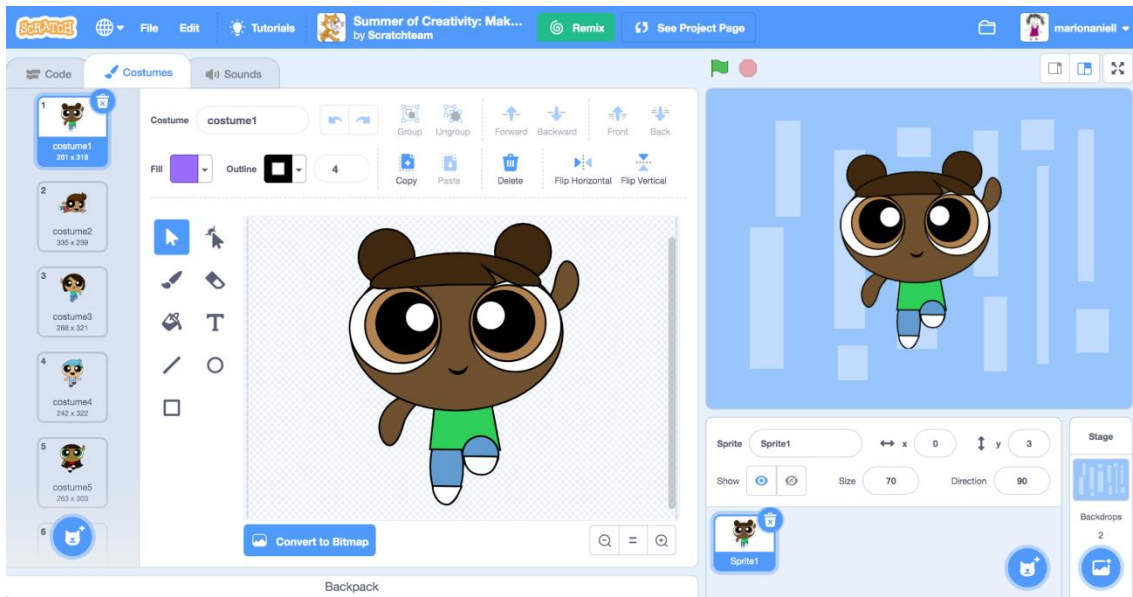 SCRATCH File Edit Tutorials Summer of Creativity: Mak... Remix See Project Page marionaniell
by Scratchteam
Code Costumes Sounds
1
costume1
261 x 318
2
costume2
335 x 239
3
costume3
268 x 321
4
costume4
242 x 322
5
costume5
263 x 303
6
Costume costume1 Group Ungroup Forward Backward Front Back
Fill Outline 4 Copy Paste Delete Flip Horizontal Flip Vertical
T
Convert to Bitmap
=
Backpack
Sprite Sprite1 x 0 y 3
Show Size 70 Direction 90
Sprite1
Stage
Backdrops
2